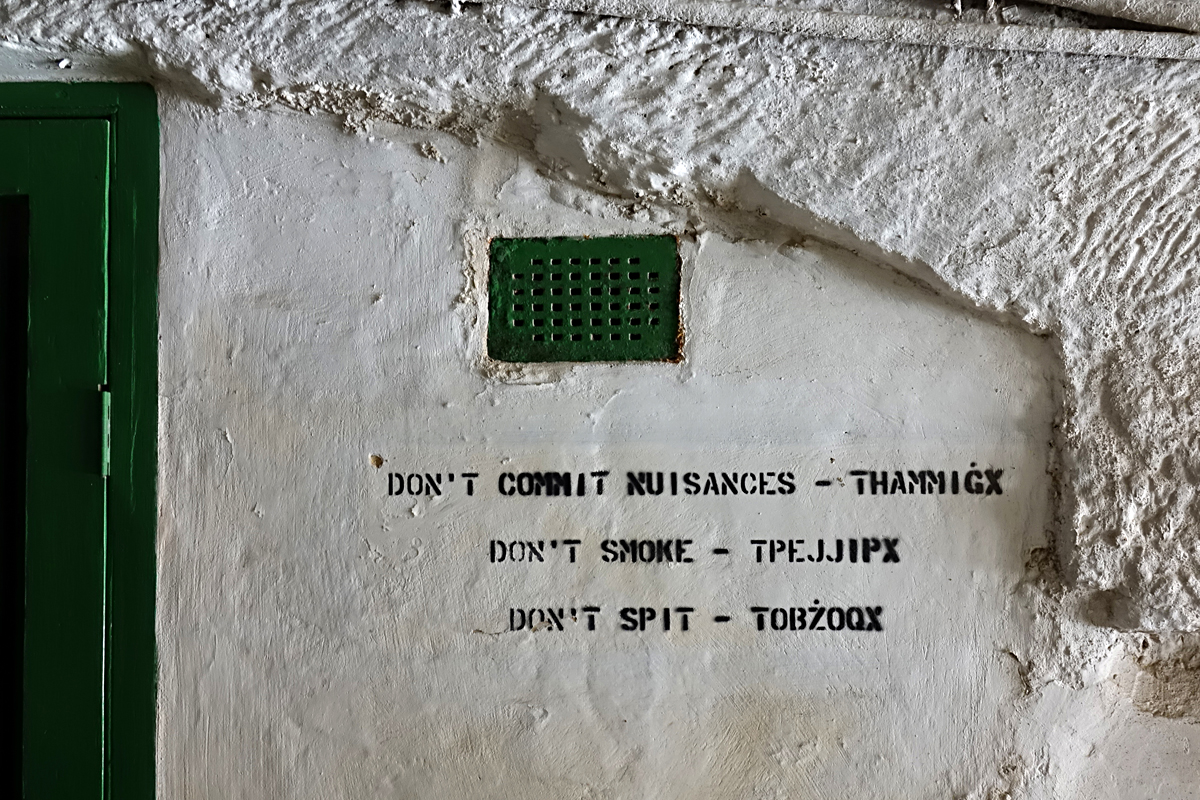 DON'T COMMIT NUISANCES - THAMMIĠX
DON'T SMOKE - TPEJJIPX
DON'T SPIT - TOBŻOQX